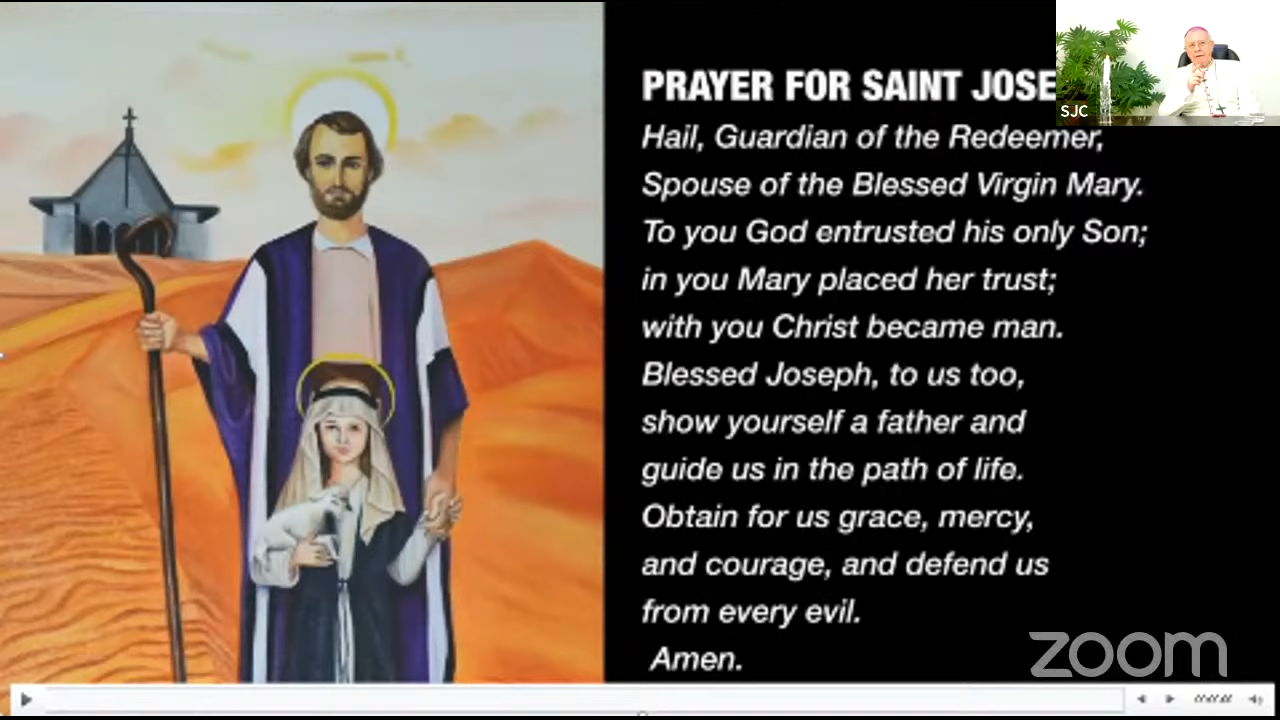 PRAYER FOR SAINT JOSE
Hail, Guardian of the Redeemer,
Spouse of the Blessed Virgin Mary.
To you God entrusted his only Son;
in you Mary placed her trust;
with you Christ became man.
Blessed Joseph, to us too,
show yourself a father and
guide us in the path of life.
Obtain for us grace, mercy,
and courage, and defend us
from every evil.
Amen.
SJC
zoom